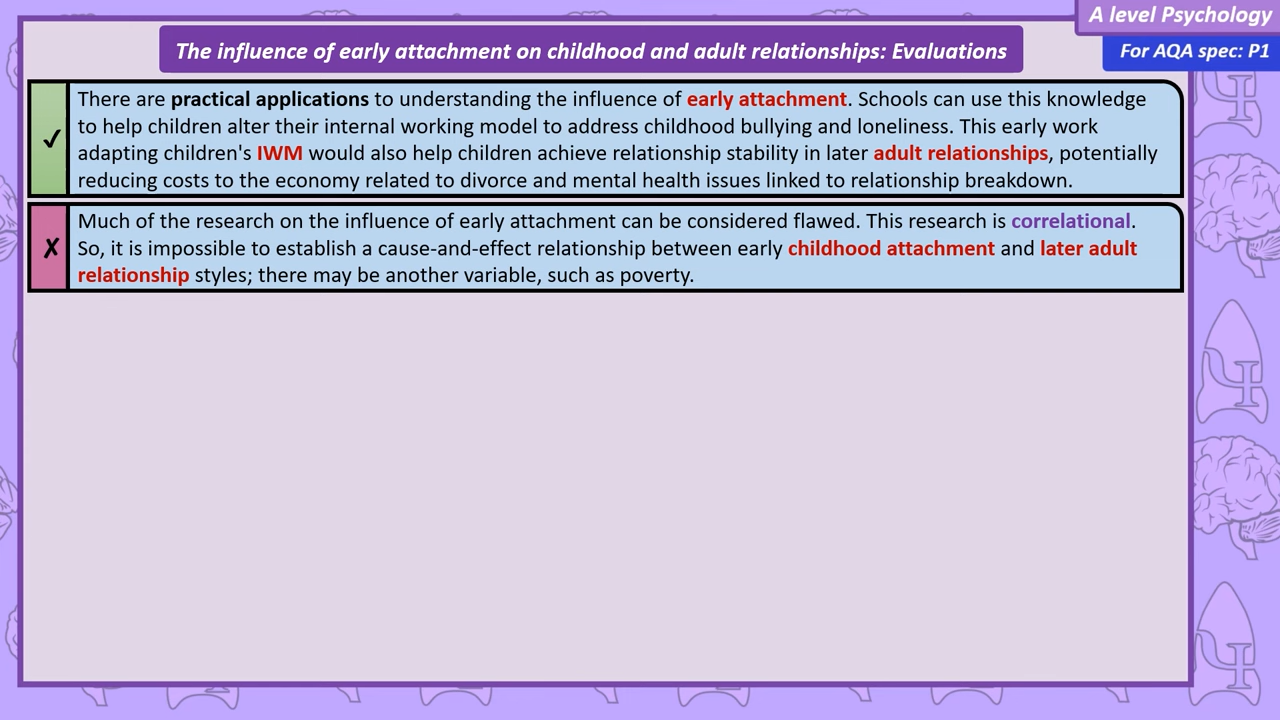 A level Psychology
For AQA spec: P1
The influence of early attachment on childhood and adult relationships: Evaluations
✓
There are practical applications to understanding the influence of early attachment. Schools can use this knowledge
to help children alter their internal working model to address childhood bullying and loneliness. This early work
adapting children's IWM would also help children achieve relationship stability in later adult relationships, potentially
reducing costs to the economy related to divorce and mental health issues linked to relationship breakdown.
✗
Much of the research on the influence of early attachment can be considered flawed. This research is correlational.
So, it is impossible to establish a cause-and-effect relationship between early childhood attachment and later adult
relationship styles; there may be another variable, such as poverty.